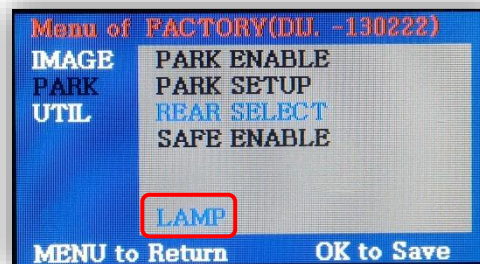 Menu of FACTORY(DIJ. -130222)
IMAGE PARK ENABLE
PARK PARK SETUP
UTIL REAR SELECT
SAFE ENABLE
LAMP
MENU to Return OK to Save